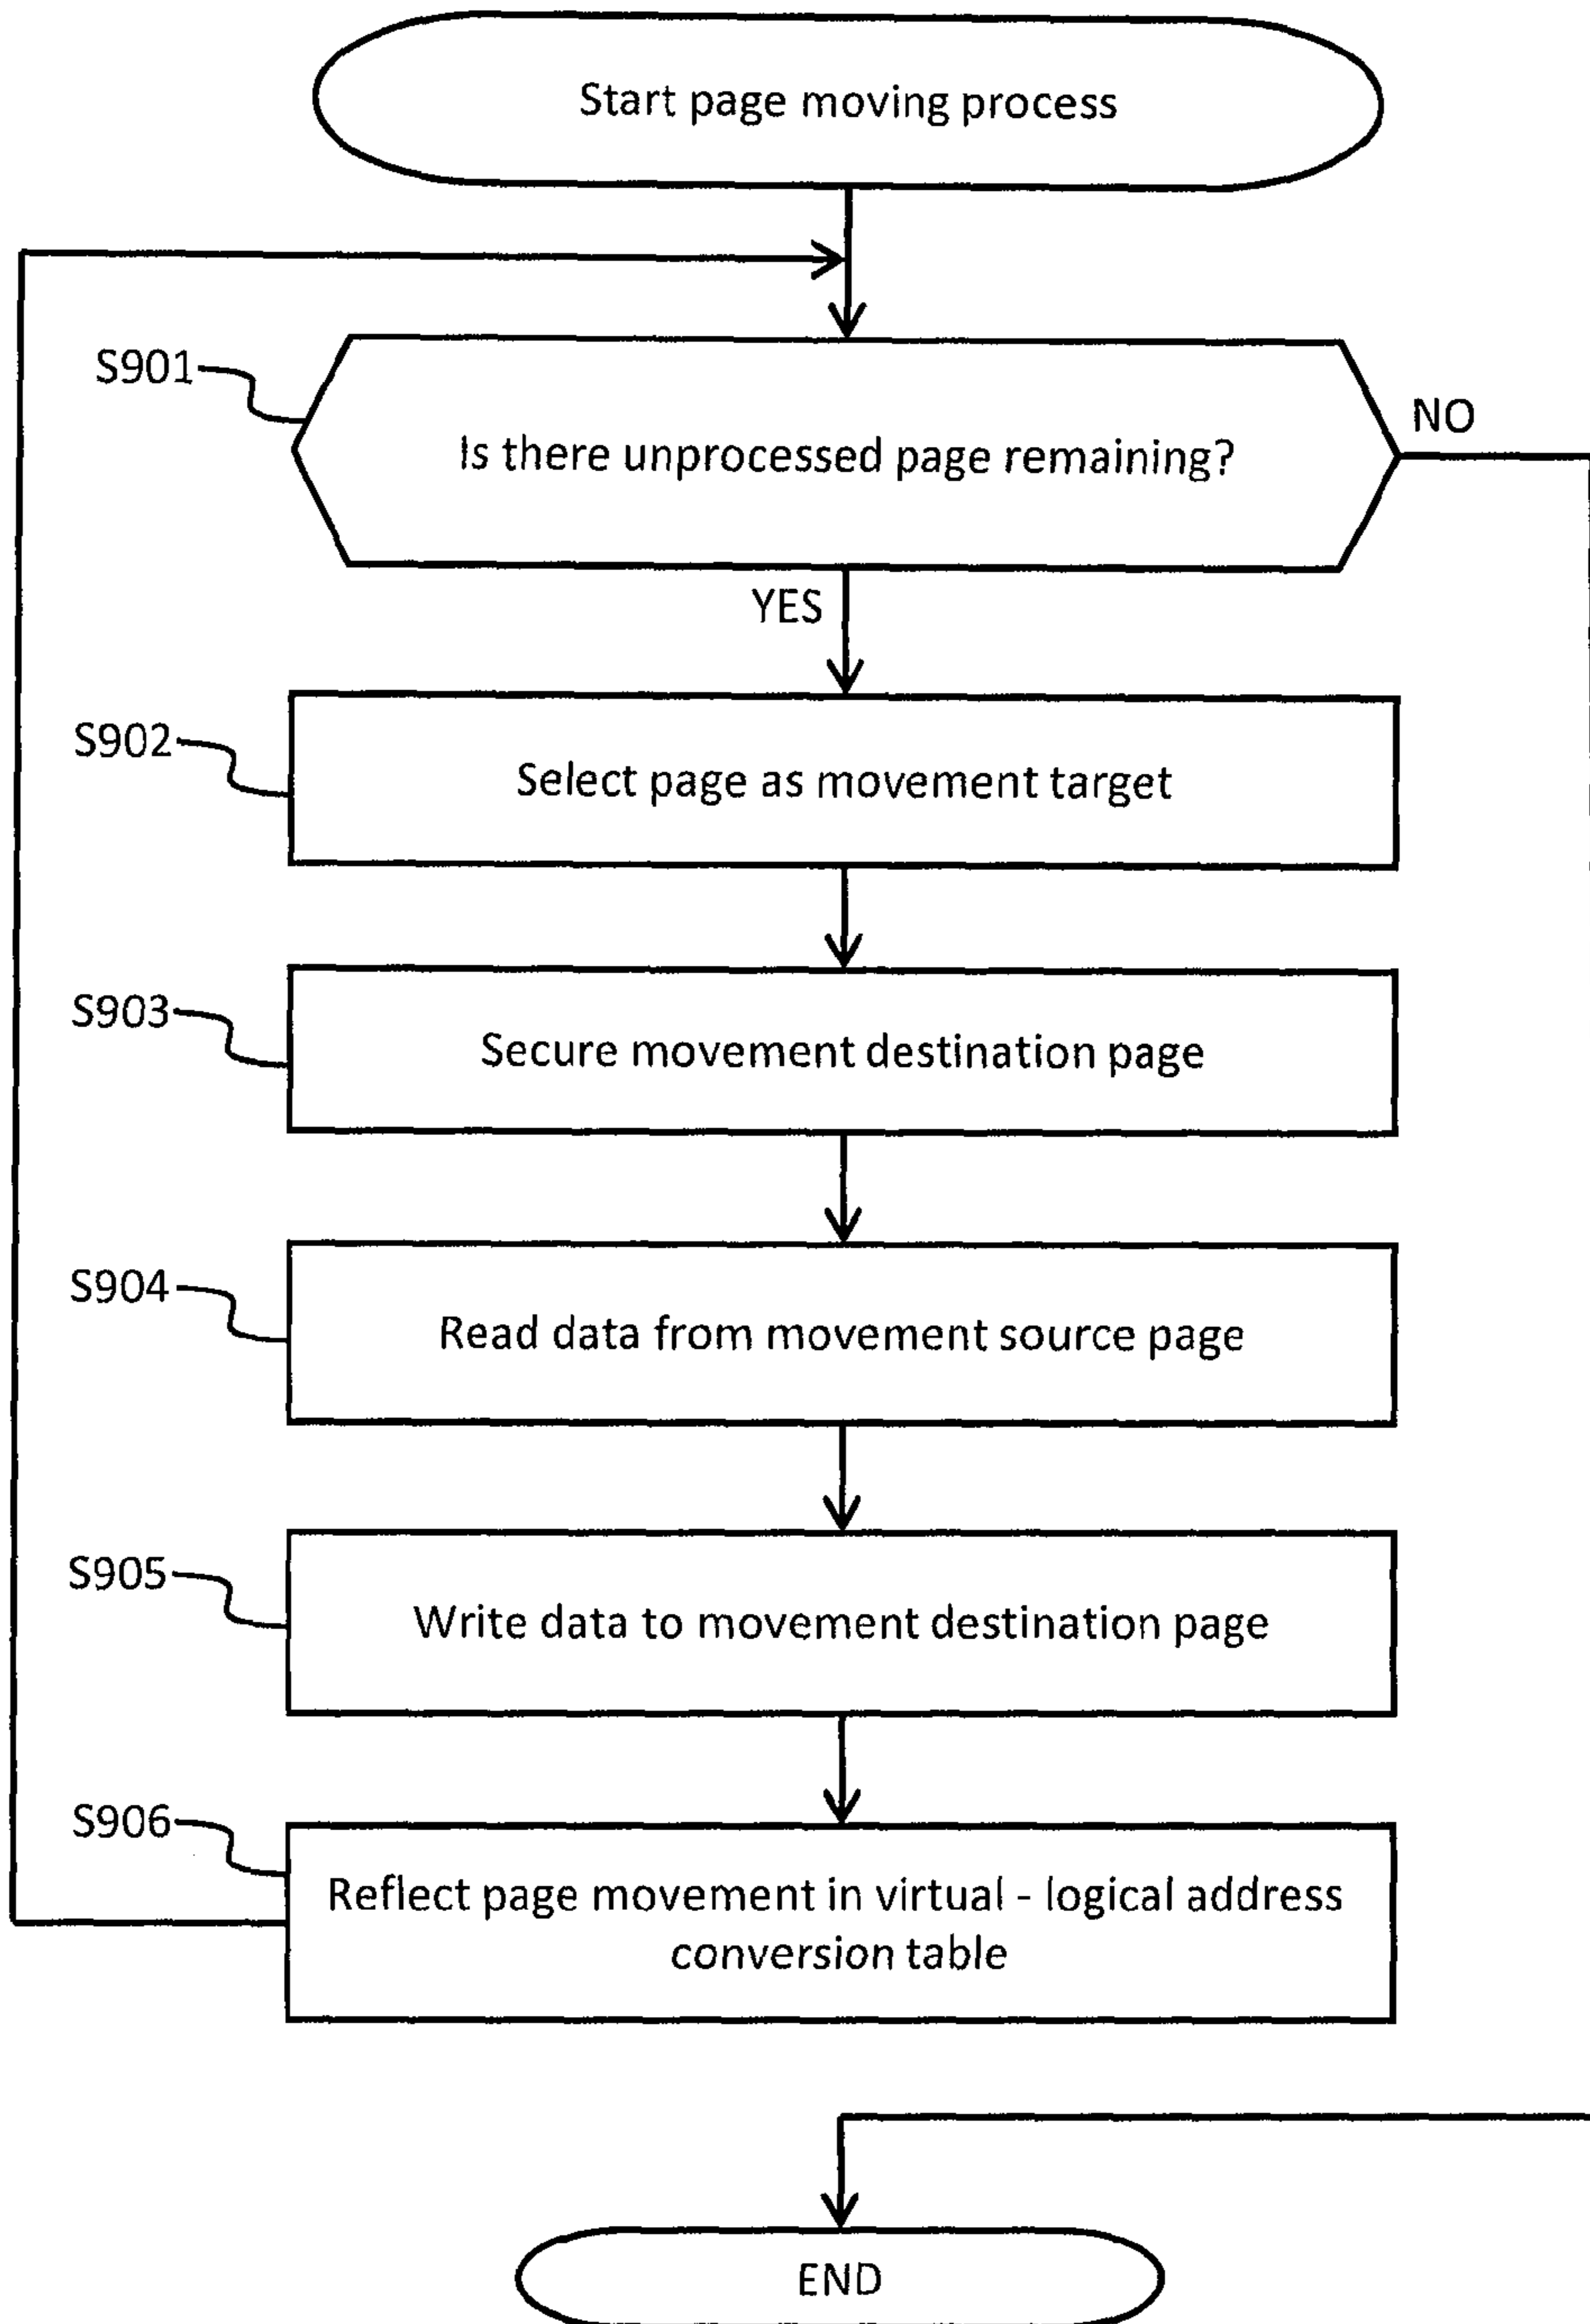 Start page moving process
S901
NO
Is there unprocessed page remaining?
YES
S902
Select page as movement target
S903
Secure movement destination page
S904
Read data from movement source page
S905
Write data to movement destination page
S906
Reflect page movement in virtual - logical address
conversion table
END